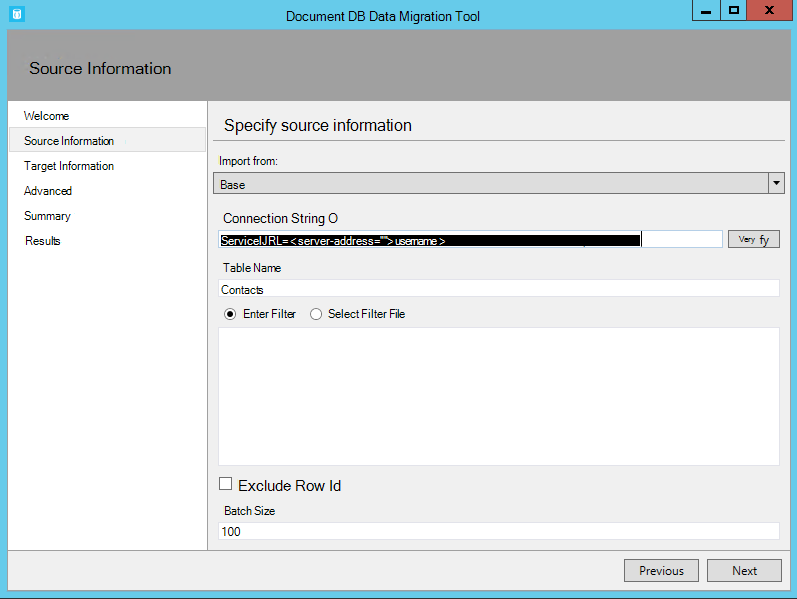 Document DB Data Migration Tool
Source Information
Welcome
Source Information
Target Information
Advanced
Summary
Results
Specify source information
Import from:
Base
Connection String O
ServiceIJRL=<server-address="">username>
Very fy
Table Name
Contacts
Enter Filter
Select Filter File
Exclude Row Id
Batch Size
100
Previous
Next